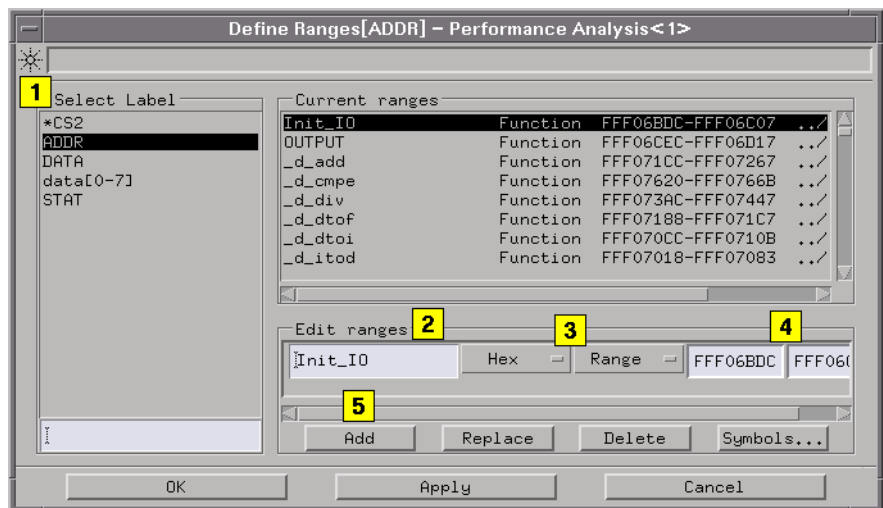 Define Ranges[ADDR] – Performance Analysis<1>
1
Select Label
*CS2
ADDR
DATA
data[0-7]
STAT
Current ranges
Init_IO Function FFF06BDC-FFF06C07 ../
OUTPUT Function FFF06CEC-FFF06D17 ../
_d_add Function FFF071CC-FFF07267 ../
_d_cmpe Function FFF07620-FFF0766B ../
_d_div Function FFF073AC-FFF07447 ../
_d_dtof Function FFF07188-FFF071C7 ../
_d_dtoi Function FFF070CC-FFF0710B ../
_d_itod Function FFF07018-FFF07083 ../
Edit ranges 2 3 4
Init_IO Hex Range FFF06BDC FFF06
5
Add Replace Delete Symbols...
OK Apply Cancel